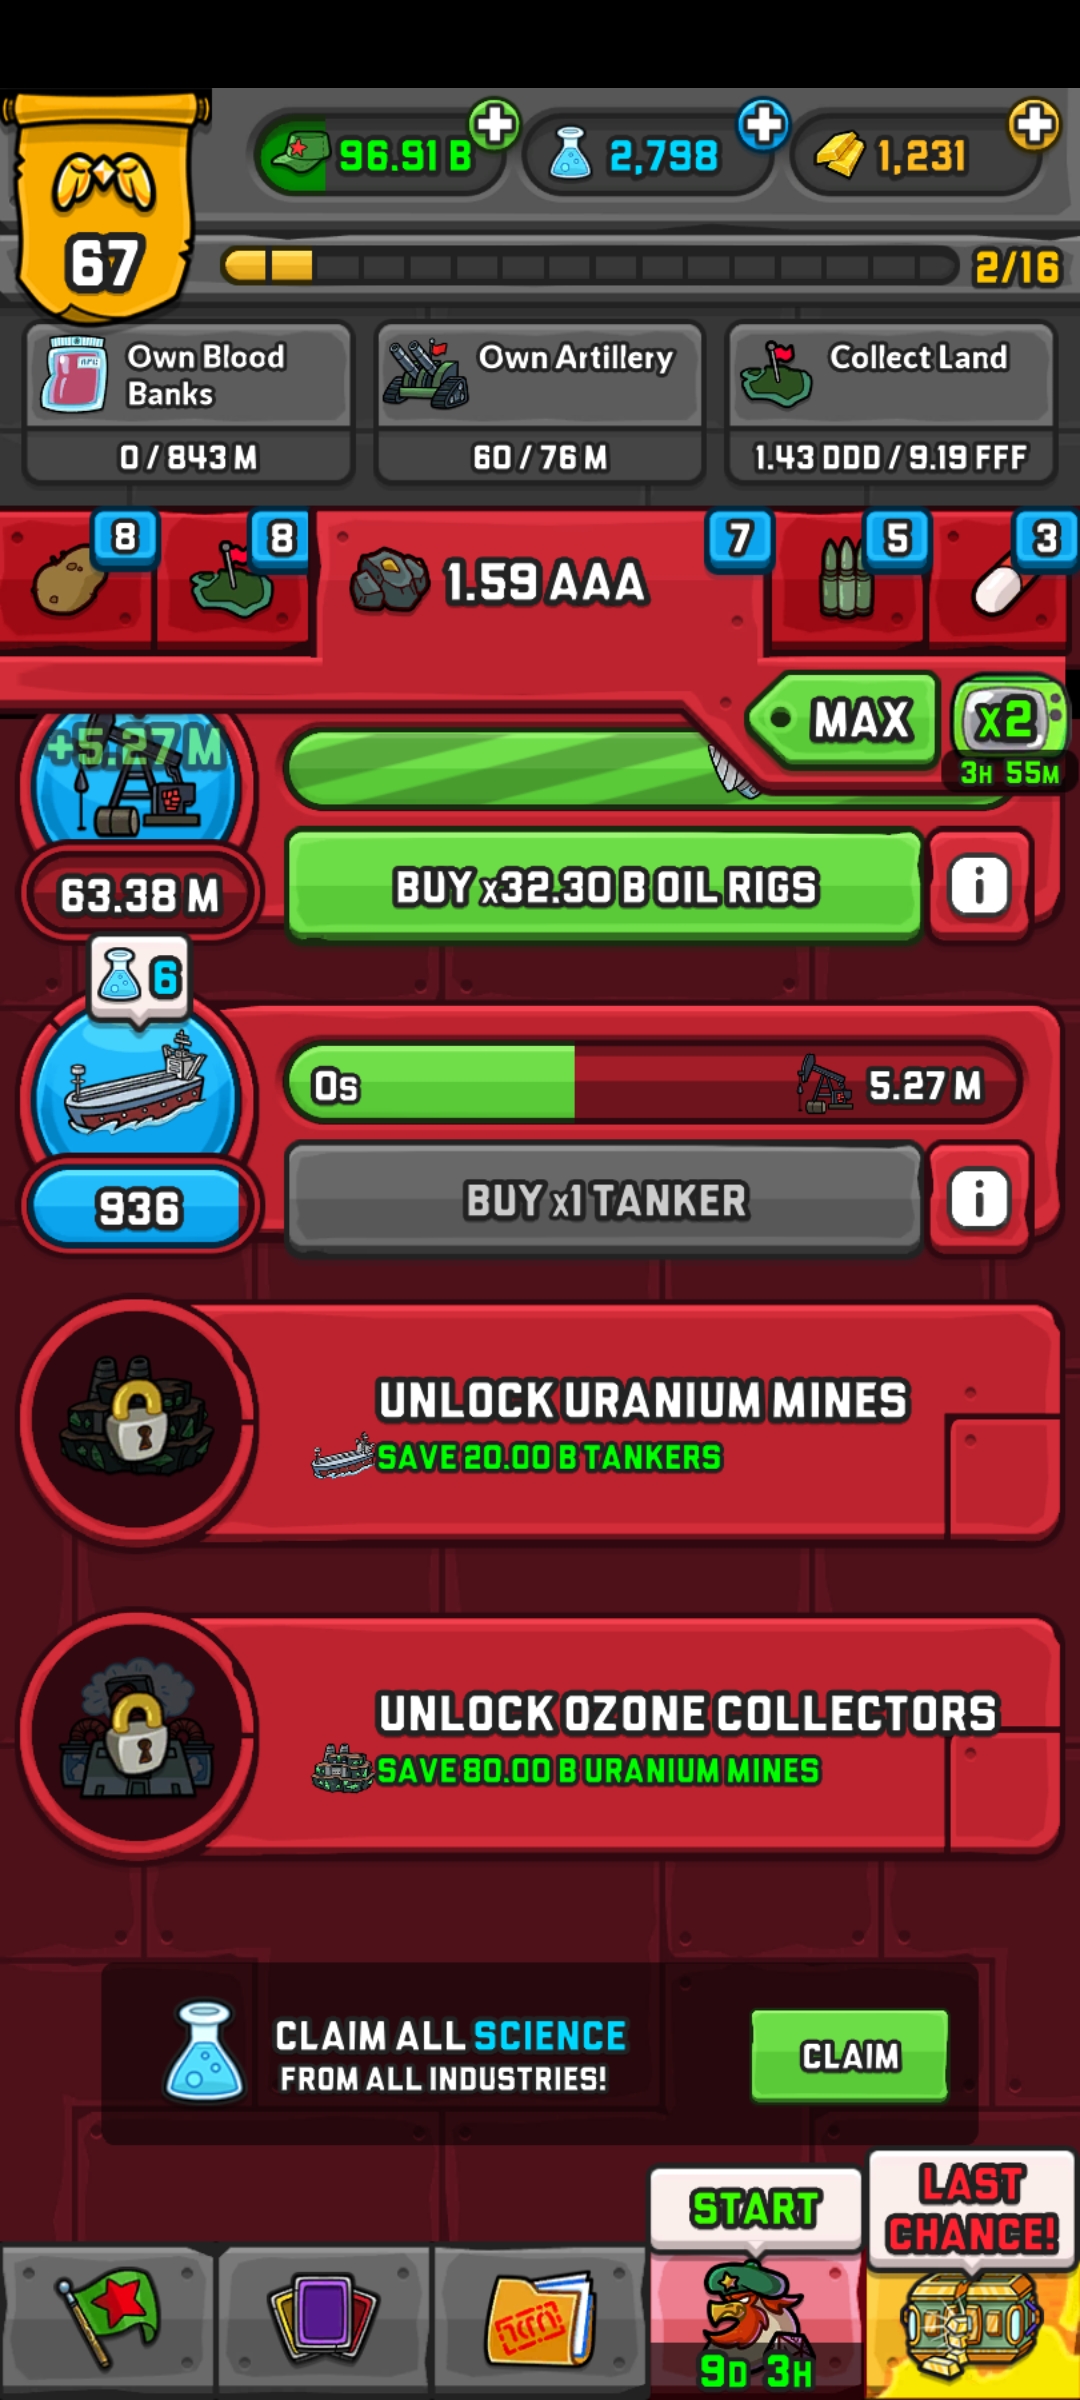 96.91 B
2,798
1,231
67
2/16
Own Blood
Banks
0 / 843 M
Own Artillery
60 / 76 M
Collect Land
1.43 DDD / 9.19 FFF
8
8
1.59 AAA
7
5
3
MAX
x2
3H 55M
+5.27 M
63.38 M
BUY x32.30 B OIL RIGS
i
6
0s
5.27 M
936
BUY x1 TANKER
i
UNLOCK URANIUM MINES
SAVE 20.00 B TANKERS
UNLOCK OZONE COLLECTORS
SAVE 80.00 B URANIUM MINES
CLAIM ALL SCIENCE
FROM ALL INDUSTRIES!
CLAIM
START
LAST
CHANCE!
9D 3H